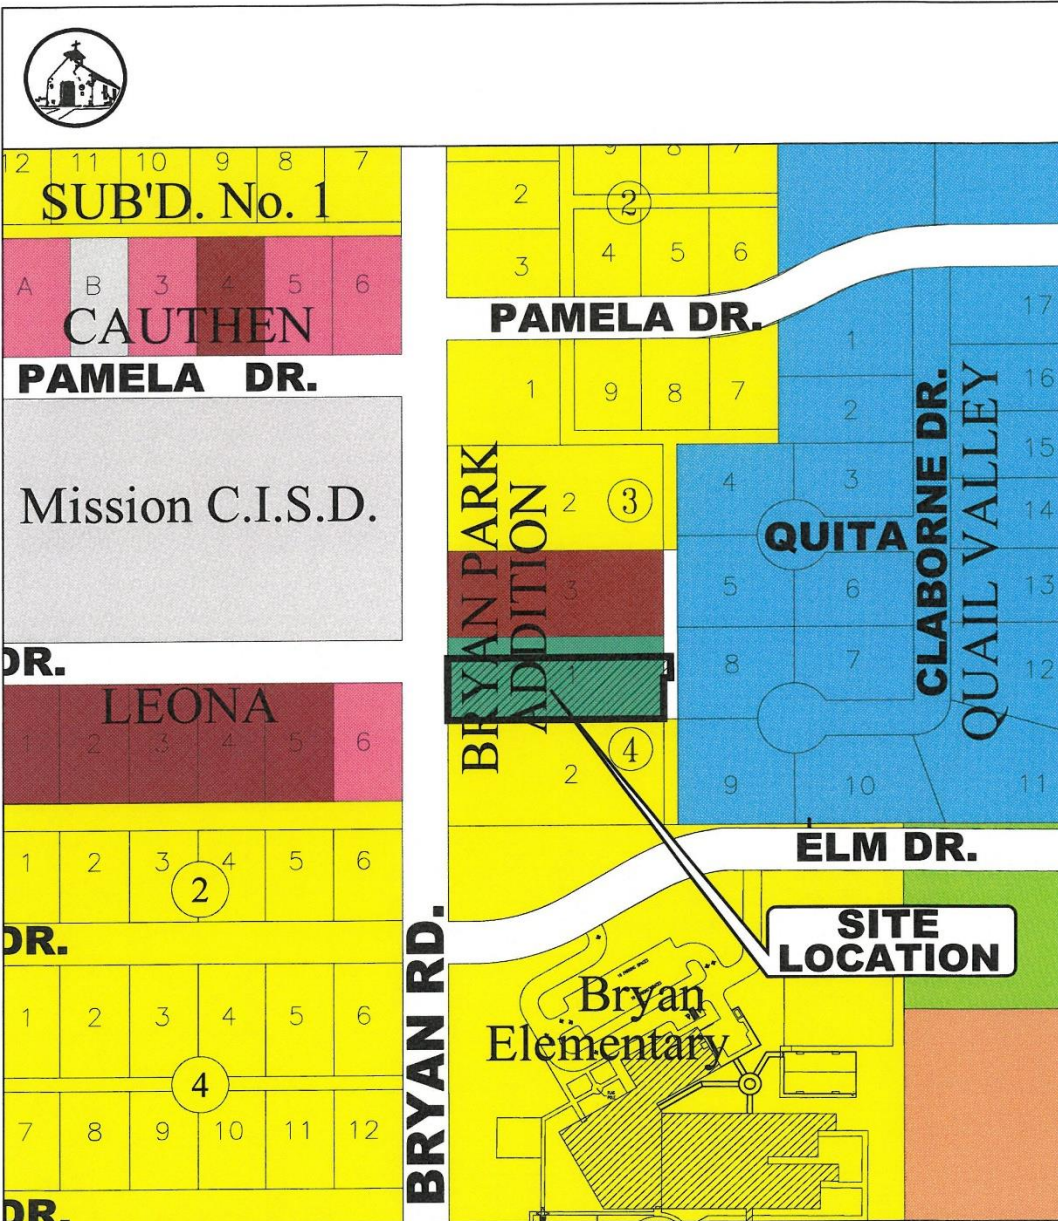 12 11 10 9 8 7
SUB'D. No. 1
A B 3 4 5 6
CAUTHEN
PAMELA DR.
Mission C.I.S.D.
DR.
LEONA
1 2 3 4 5 6
1 2 3 4 5 6
2
DR.
1 2 3 4 5 6
4
7 8 9 10 11 12
DR.
BRYAN RD.
9 8 7
2
2
3
4 5 6
PAMELA DR.
1
9 8 7
BRYAN PARK
ADDITION
2
3
3
1
4
2
1
2
3
4
QUITA
5
6
7
8
9
10
11
CLABORNE DR.
QUAIL VALLEY
17
16
15
14
13
12
ELM DR.
SITE
LOCATION
Bryan
Elementary